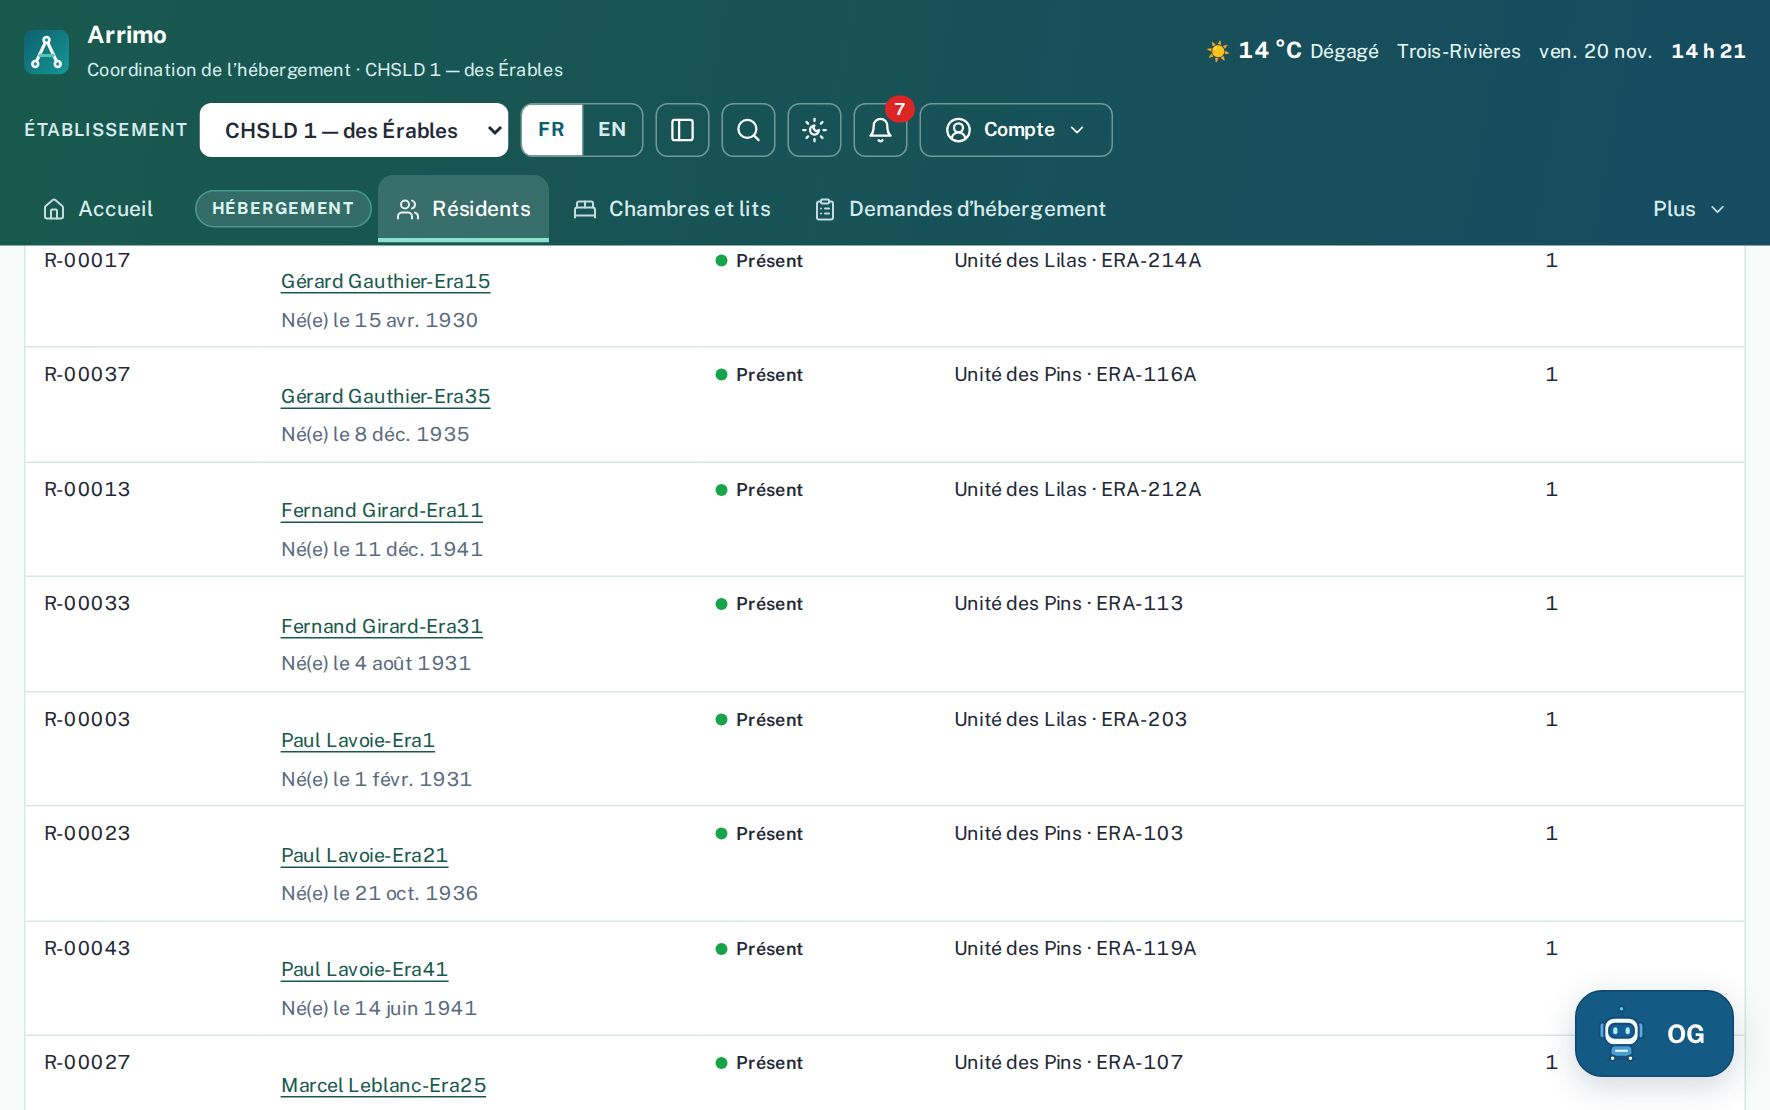 Arrimo
Coordination de l'hébergement · CHSLD 1 — des Érables
☀️ 14 °C Dégagé Trois-Rivières ven. 20 nov. 14 h 21
ÉTABLISSEMENT CHSLD 1 — des Érables FR EN 7 Compte
Accueil HÉBERGEMENT Résidents Chambres et lits Demandes d'hébergement Plus
R-00017 Présent Unité des Lilas · ERA-214A 1
Gérard Gauthier-Era15
Né(e) le 15 avr. 1930
R-00037 Présent Unité des Pins · ERA-116A 1
Gérard Gauthier-Era35
Né(e) le 8 déc. 1935
R-00013 Présent Unité des Lilas · ERA-212A 1
Fernand Girard-Era11
Né(e) le 11 déc. 1941
R-00033 Présent Unité des Pins · ERA-113 1
Fernand Girard-Era31
Né(e) le 4 août 1931
R-00003 Présent Unité des Lilas · ERA-203 1
Paul Lavoie-Era1
Né(e) le 1 févr. 1931
R-00023 Présent Unité des Pins · ERA-103 1
Paul Lavoie-Era21
Né(e) le 21 oct. 1936
R-00043 Présent Unité des Pins · ERA-119A 1
Paul Lavoie-Era41
Né(e) le 14 juin 1941
OG
R-00027 Présent Unité des Pins · ERA-107 1
Marcel Leblanc-Era25